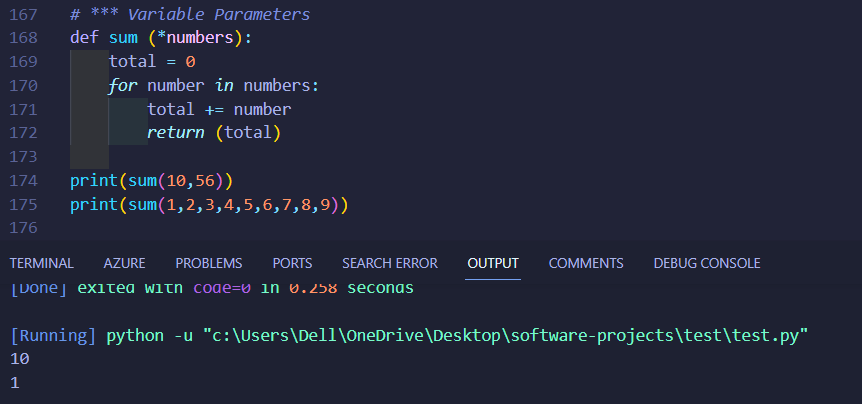 167 # *** Variable Parameters
168 def sum (*numbers):
169     total = 0
170     for number in numbers:
171         total += number
172         return (total)
173
174 print(sum(10,56))
175 print(sum(1,2,3,4,5,6,7,8,9))
176
TERMINAL AZURE PROBLEMS PORTS SEARCH ERROR OUTPUT COMMENTS DEBUG CONSOLE
[Done] exited with code=0 in 0.258 seconds
[Running] python -u "c:\Users\Dell\OneDrive\Desktop\software-projects\test\test.py"
10
1